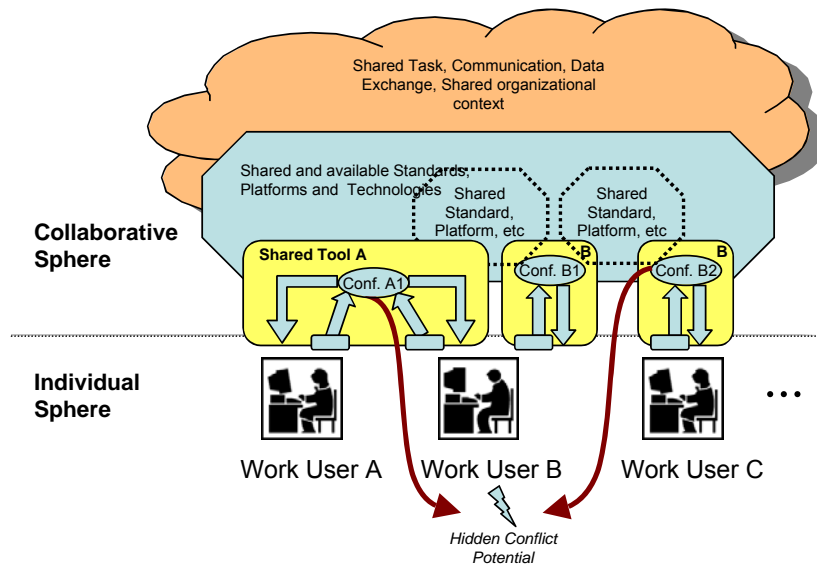 Shared Task, Communication, Data
Exchange, Shared organizational
context
Shared and available Standards,
Platforms and Technologies
Shared
Standard,
Platform, etc
Shared
Standard,
Platform, etc
Collaborative
Sphere
Shared Tool A
B
B
Conf. A1
Conf. B1
Conf. B2
Individual
Sphere
...
Work User A
Work User B
Work User C
Hidden Conflict
Potential